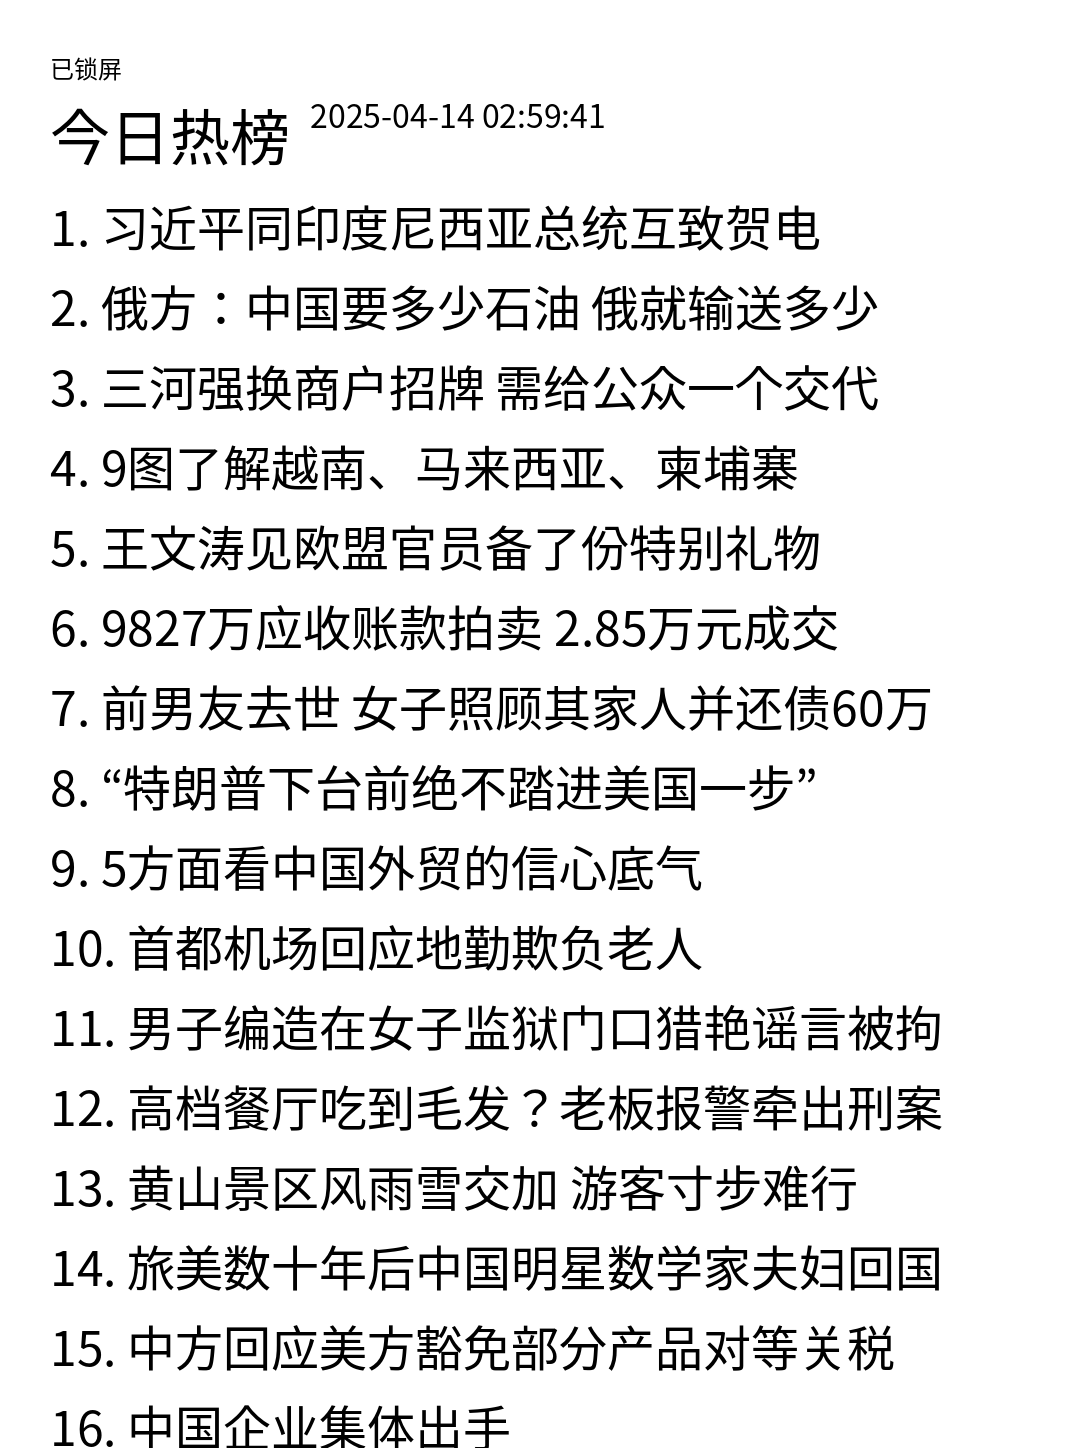 已锁屏
今日热榜 2025-04-14 02:59:41
1. 习近平同印度尼西亚总统互致贺电
2. 俄方：中国要多少石油 俄就输送多少
3. 三河强换商户招牌 需给公众一个交代
4. 9图了解越南、马来西亚、柬埔寨
5. 王文涛见欧盟官员备了份特别礼物
6. 9827万应收账款拍卖 2.85万元成交
7. 前男友去世 女子照顾其家人并还债60万
8. “特朗普下台前绝不踏进美国一步”
9. 5方面看中国外贸的信心底气
10. 首都机场回应地勤欺负老人
11. 男子编造在女子监狱门口猎艳谣言被拘
12. 高档餐厅吃到毛发？老板报警牵出刑案
13. 黄山景区风雨雪交加 游客寸步难行
14. 旅美数十年后中国明星数学家夫妇回国
15. 中方回应美方豁免部分产品对等关税
16. 中国企业集体出手